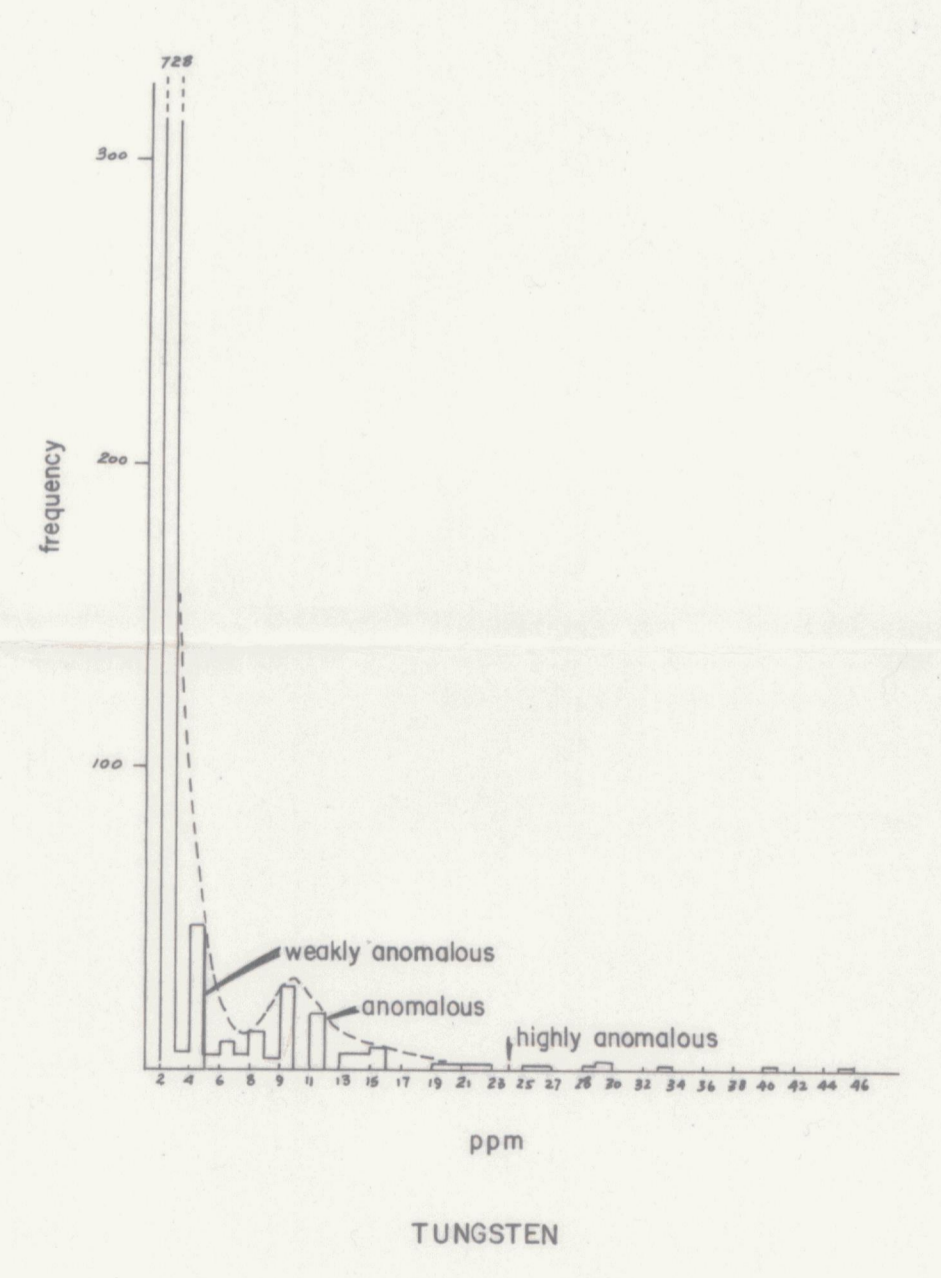 728
300
200
frequency
100
weakly anomalous
anomalous
highly anomalous
2 4 6 8 9 11 13 15 17 19 21 23 25 27 28 30 32 34 36 38 40 42 44 46
ppm
TUNGSTEN